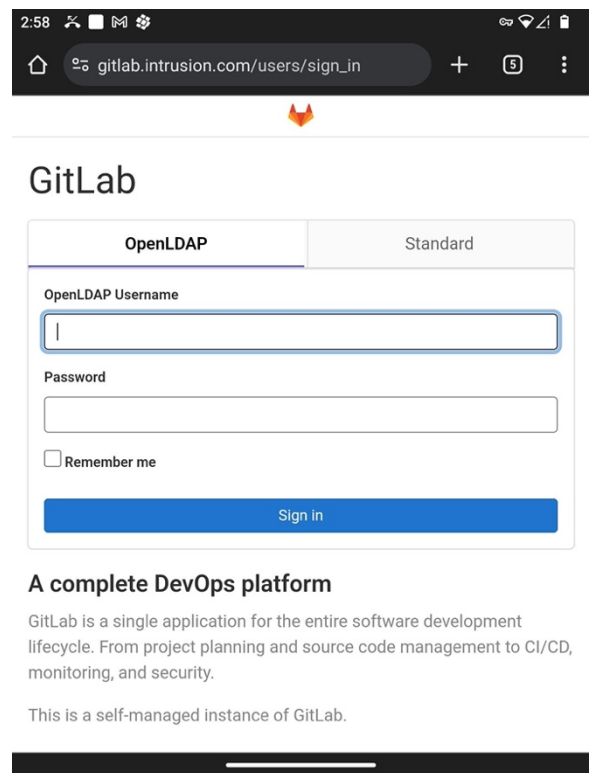 2:58
gitlab.intrusion.com/users/sign_in
5
GitLab
OpenLDAP
Standard
OpenLDAP Username
Password
Remember me
Sign in
A complete DevOps platform
GitLab is a single application for the entire software development
lifecycle. From project planning and source code management to CI/CD,
monitoring, and security.
This is a self-managed instance of GitLab.